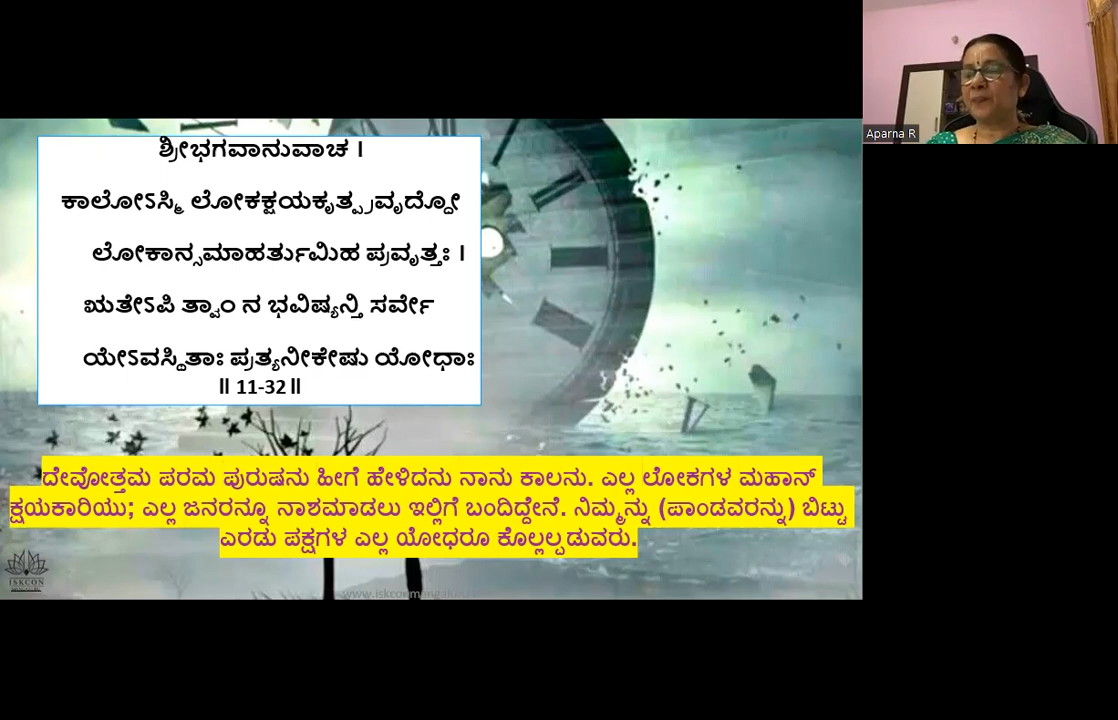 ಶ್ರೀಭಗವಾನುವಾಚ ।
ಕಾಲೋಽಸ್ಮಿ ಲೋಕಕ್ಷಯಕೃತ್ಪ್ರವೃದ್ಧೋ
ಲೋಕಾನ್ಸಮಾಹರ್ತುಮಿಹ ಪ್ರವೃತ್ತಃ ।
ಋತೇಽಪಿ ತ್ವಾಂ ನ ಭವಿಷ್ಯನ್ತಿ ಸರ್ವೇ
ಯೇಽವಸ್ಥಿತಾಃ ಪ್ರತ್ಯನೀಕೇಷು ಯೋಧಾಃ
॥ 11-32 ॥
ದೇವೋತ್ತಮ ಪರಮ ಪುರುಷನು ಹೀಗೆ ಹೇಳಿದನು ನಾನು ಕಾಲನು. ಎಲ್ಲ ಲೋಕಗಳ ಮಹಾನ್
ಕ್ಷಯಕಾರಿಯು; ಎಲ್ಲ ಜನರನ್ನೂ ನಾಶಮಾಡಲು ಇಲ್ಲಿಗೆ ಬಂದಿದ್ದೇನೆ. ನಿಮ್ಮನ್ನು (ಪಾಂಡವರನ್ನು) ಬಿಟ್ಟು
ಎರಡು ಪಕ್ಷಗಳ ಎಲ್ಲ ಯೋಧರೂ ಕೊಲ್ಲಲ್ಪಡುವರು.
ISKCON
Aparna R